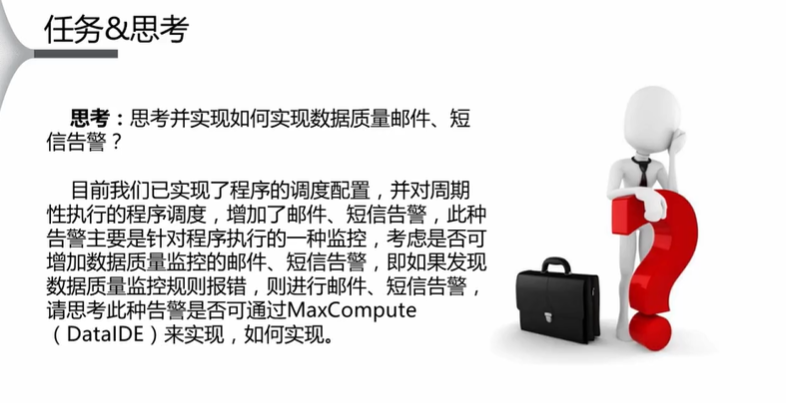 任务&思考
思考：思考并实现如何实现数据质量邮件、短
信告警？
目前我们已实现了程序的调度配置，并对周期
性执行的程序调度，增加了邮件、短信告警，此种
告警主要是针对程序执行的一种监控，考虑是否可
增加数据质量监控的邮件、短信告警，即如果发现
数据质量监控规则报错，则进行邮件、短信告警，
请思考此种告警是否可通过MaxCompute
（DataIDE）来实现，如何实现。